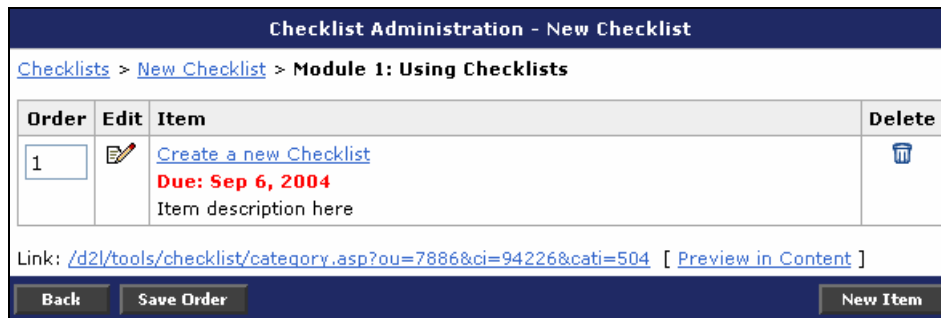 Checklist Administration - New Checklist
Checklists > New Checklist > Module 1: Using Checklists
Order Edit Item Delete
1 Create a new Checklist
Due: Sep 6, 2004
Item description here
Link: /d2l/tools/checklist/category.asp?ou=7886&ci=94226&cati=504 [ Preview in Content ]
Back Save Order New Item